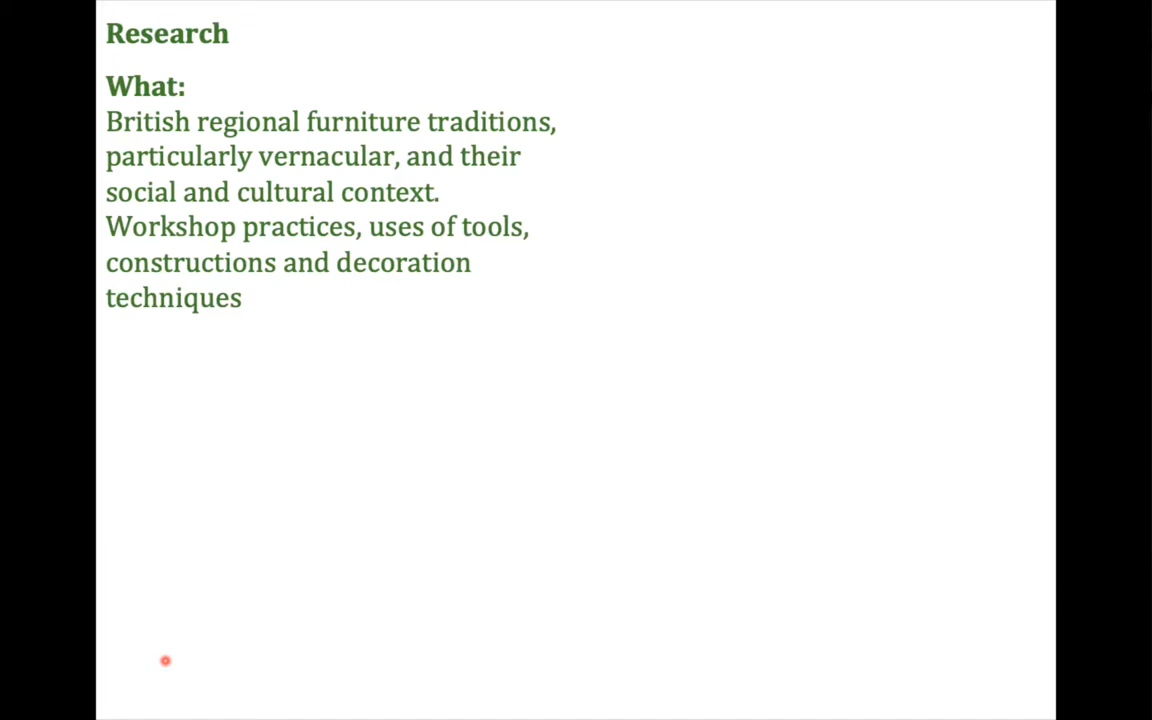 Research
What:
British regional furniture traditions,
particularly vernacular, and their
social and cultural context.
Workshop practices, uses of tools,
constructions and decoration
techniques